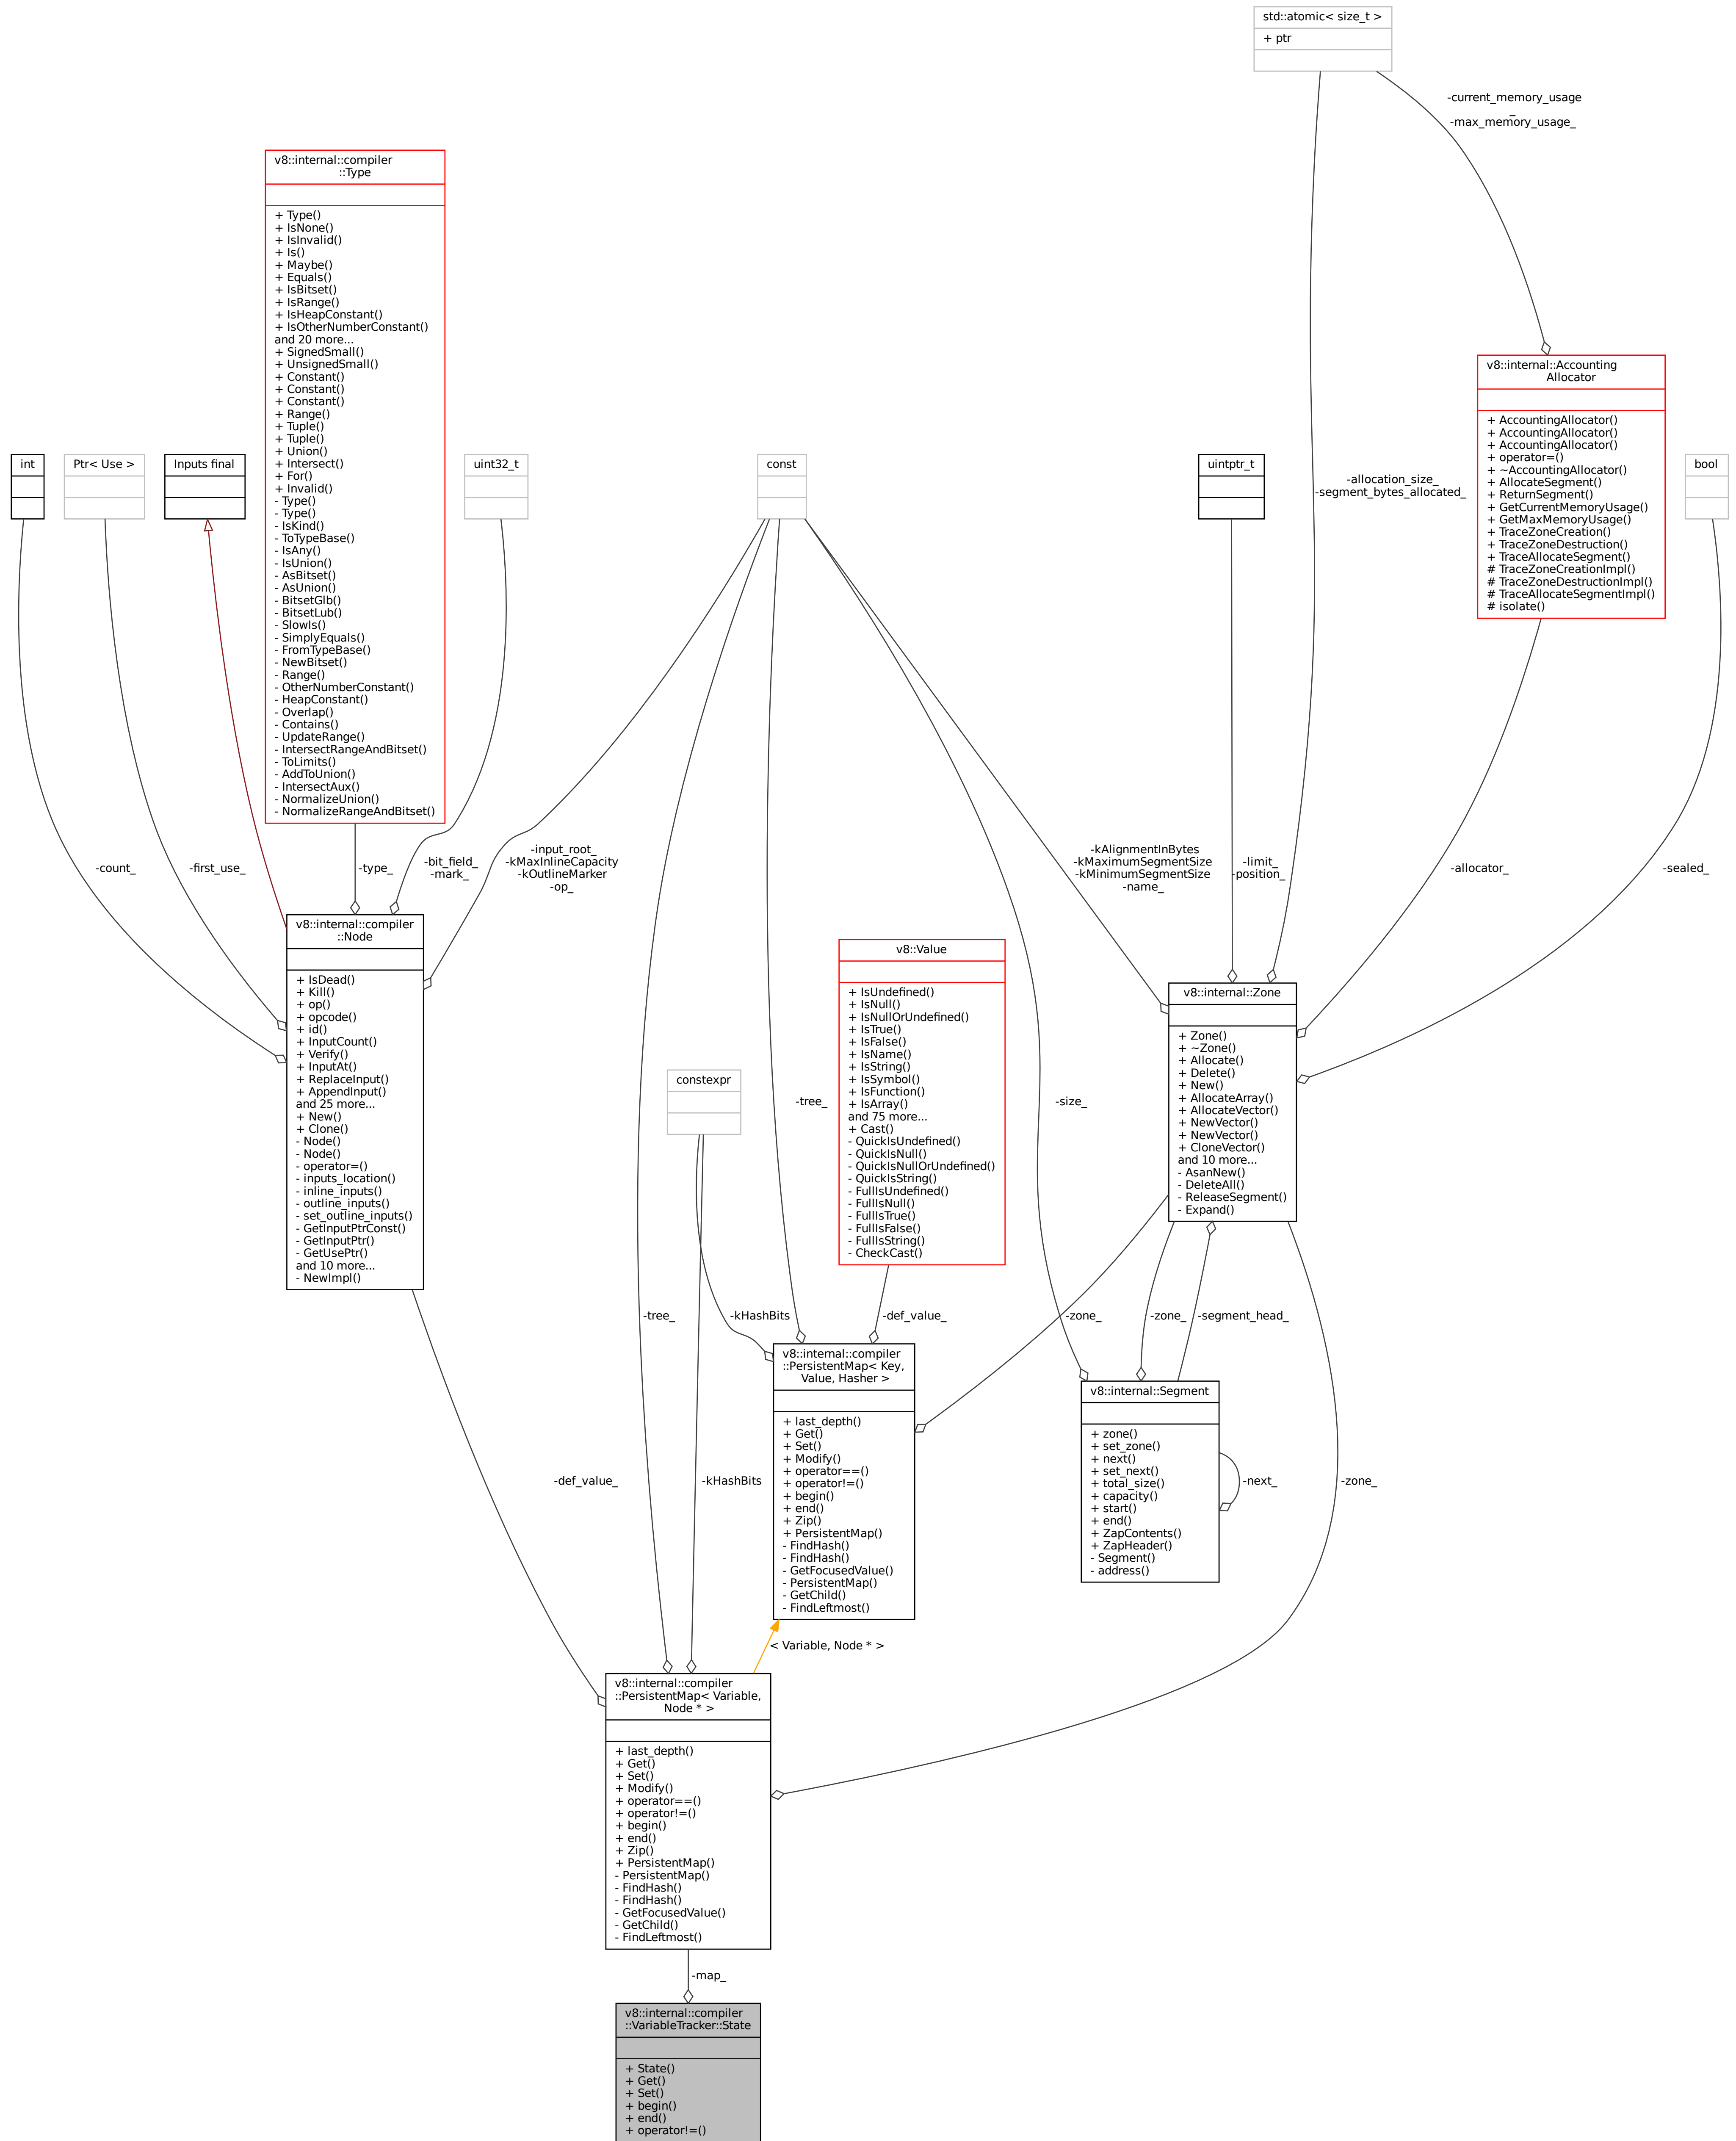 std::atomic< size_t >
+ ptr
-current_memory_usage
_
-max_memory_usage_
v8::internal::compiler
::Type
+ Type()
+ IsNone()
+ IsInvalid()
+ Is()
+ Maybe()
+ Equals()
+ IsBitset()
+ IsRange()
+ IsHeapConstant()
+ IsOtherNumberConstant()
and 20 more...
+ SignedSmall()
+ UnsignedSmall()
+ Constant()
+ Constant()
+ Constant()
+ Range()
+ Tuple()
+ Tuple()
+ Union()
+ Intersect()
+ For()
+ Invalid()
- Type()
- Type()
- IsKind()
- ToTypeBase()
- IsAny()
- IsUnion()
- AsBitset()
- AsUnion()
- BitsetGlb()
- BitsetLub()
- SlowIs()
- SimplyEquals()
- FromTypeBase()
- NewBitset()
- Range()
- OtherNumberConstant()
- HeapConstant()
- Overlap()
- Contains()
- UpdateRange()
- IntersectRangeAndBitset()
- ToLimits()
- AddToUnion()
- IntersectAux()
- NormalizeUnion()
- NormalizeRangeAndBitset()
v8::internal::Accounting
Allocator
+ AccountingAllocator()
+ AccountingAllocator()
+ AccountingAllocator()
+ operator=()
+ ~AccountingAllocator()
+ AllocateSegment()
+ ReturnSegment()
+ GetCurrentMemoryUsage()
+ GetMaxMemoryUsage()
+ TraceZoneCreation()
+ TraceZoneDestruction()
+ TraceAllocateSegment()
# TraceZoneCreationImpl()
# TraceZoneDestructionImpl()
# TraceAllocateSegmentImpl()
# isolate()
int
Ptr< Use >
Inputs final
uint32_t
const
uintptr_t
bool
-allocation_size_
-segment_bytes_allocated_
-count_
-first_use_
-type_
-bit_field_
-mark_
-input_root_
-kMaxInlineCapacity
-kOutlineMarker
-op_
-kAlignmentInBytes
-kMaximumSegmentSize
-kMinimumSegmentSize
-name_
-limit_
-position_
-allocator_
-sealed_
v8::internal::compiler
::Node
+ IsDead()
+ Kill()
+ op()
+ opcode()
+ id()
+ InputCount()
+ Verify()
+ InputAt()
+ ReplaceInput()
+ AppendInput()
and 25 more...
+ New()
+ Clone()
- Node()
- Node()
- operator=()
- inputs_location()
- inline_inputs()
- outline_inputs()
- set_outline_inputs()
- GetInputPtrConst()
- GetInputPtr()
- GetUsePtr()
and 10 more...
- NewImpl()
constexpr
-tree_
v8::Value
+ IsUndefined()
+ IsNull()
+ IsNullOrUndefined()
+ IsTrue()
+ IsFalse()
+ IsName()
+ IsString()
+ IsSymbol()
+ IsFunction()
+ IsArray()
and 75 more...
+ Cast()
- QuickIsUndefined()
- QuickIsNull()
- QuickIsNullOrUndefined()
- QuickIsString()
- FullIsUndefined()
- FullIsNull()
- FullIsTrue()
- FullIsFalse()
- FullIsString()
- CheckCast()
-size_
v8::internal::Zone
+ Zone()
+ ~Zone()
+ Allocate()
+ Delete()
+ New()
+ AllocateArray()
+ AllocateVector()
+ NewVector()
+ NewVector()
+ CloneVector()
and 10 more...
- AsanNew()
- DeleteAll()
- ReleaseSegment()
- Expand()
-tree_
-kHashBits
-def_value_
-zone_
-zone_
-segment_head_
v8::internal::compiler
::PersistentMap< Key,
Value, Hasher >
+ last_depth()
+ Get()
+ Set()
+ Modify()
+ operator==()
+ operator!=()
+ begin()
+ end()
+ Zip()
+ PersistentMap()
- FindHash()
- FindHash()
- GetFocusedValue()
- PersistentMap()
- GetChild()
- FindLeftmost()
v8::internal::Segment
+ zone()
+ set_zone()
+ next()
+ set_next()
+ total_size()
+ capacity()
+ start()
+ end()
+ ZapContents()
+ ZapHeader()
- Segment()
- address()
-def_value_
-kHashBits
-next_
-zone_
< Variable, Node * >
v8::internal::compiler
::PersistentMap< Variable,
Node * >
+ last_depth()
+ Get()
+ Set()
+ Modify()
+ operator==()
+ operator!=()
+ begin()
+ end()
+ Zip()
+ PersistentMap()
- PersistentMap()
- FindHash()
- FindHash()
- GetFocusedValue()
- GetChild()
- FindLeftmost()
-map_
v8::internal::compiler
::VariableTracker::State
+ State()
+ Get()
+ Set()
+ begin()
+ end()
+ operator!=()